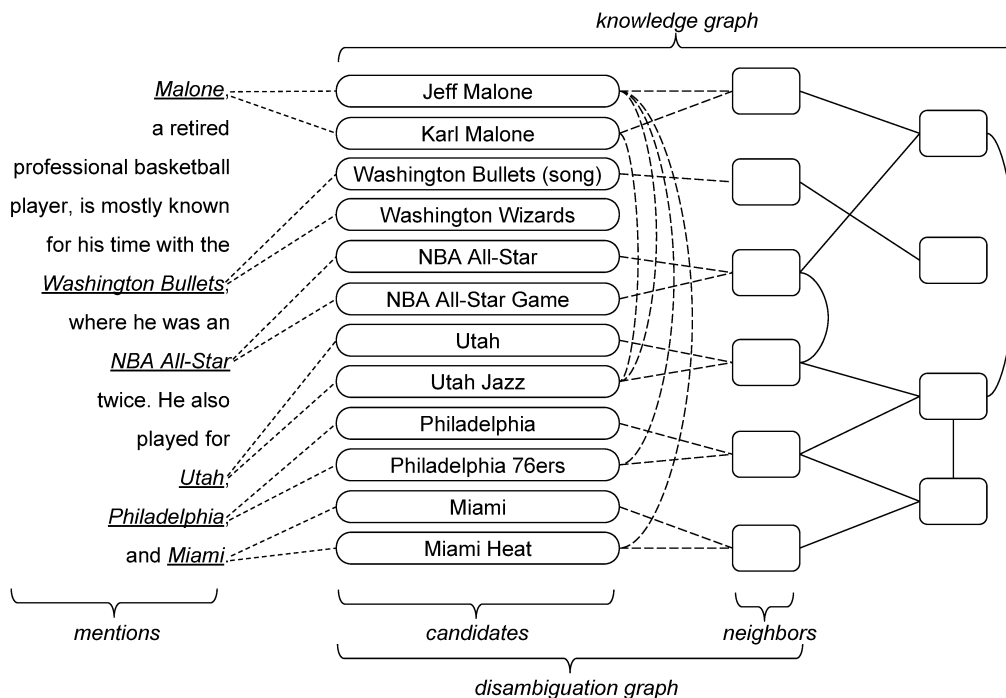 knowledge graph
Malone,
a retired
professional basketball
player, is mostly known
for his time with the
Washington Bullets,
where he was an
NBA All-Star
twice. He also
played for
Utah,
Philadelphia,
and Miami
Jeff Malone
Karl Malone
Washington Bullets (song)
Washington Wizards
NBA All-Star
NBA All-Star Game
Utah
Utah Jazz
Philadelphia
Philadelphia 76ers
Miami
Miami Heat
mentions
candidates
neighbors
disambiguation graph